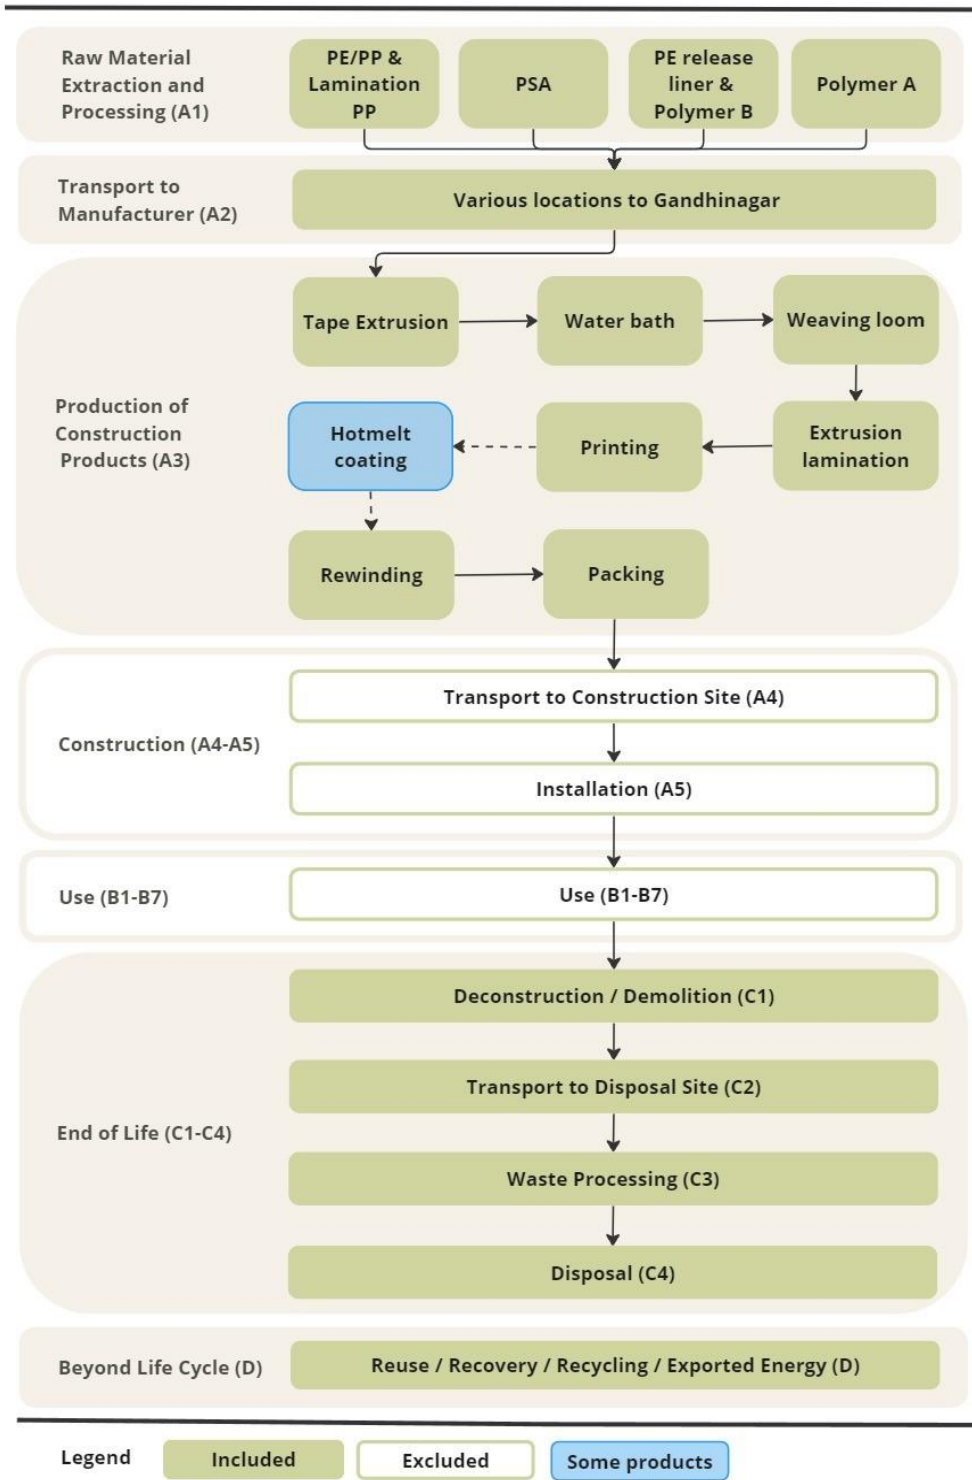 Raw Material
Extraction and
Processing (A1)
PE/PP &
Lamination
PP
PSA
PE release
liner &
Polymer B
Polymer A
Transport to
Manufacturer (A2)
Various locations to Gandhinagar
Production of
Construction
Products (A3)
Tape Extrusion
Water bath
Weaving loom
Hotmelt
coating
Printing
Extrusion
lamination
Rewinding
Packing
Construction (A4-A5)
Transport to Construction Site (A4)
Installation (A5)
Use (B1-B7)
Use (B1-B7)
End of Life (C1-C4)
Deconstruction / Demolition (C1)
Transport to Disposal Site (C2)
Waste Processing (C3)
Disposal (C4)
Beyond Life Cycle (D)
Reuse / Recovery / Recycling / Exported Energy (D)
Legend
Included
Excluded
Some products